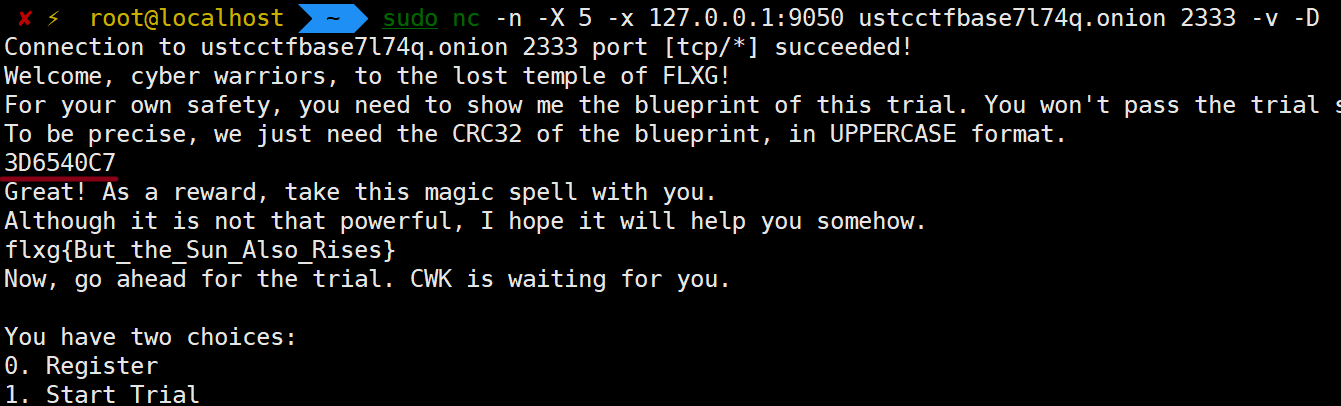 ✘ ⚡ root@localhost ~ sudo nc -n -X 5 -x 127.0.0.1:9050 ustcctfbase7l74q.onion 2333 -v -D
Connection to ustcctfbase7l74q.onion 2333 port [tcp/*] succeeded!
Welcome, cyber warriors, to the lost temple of FLXG!
For your own safety, you need to show me the blueprint of this trial. You won't pass the trial
To be precise, we just need the CRC32 of the blueprint, in UPPERCASE format.
3D6540C7
Great! As a reward, take this magic spell with you.
Although it is not that powerful, I hope it will help you somehow.
flxg{But_the_Sun_Also_Rises}
Now, go ahead for the trial. CWK is waiting for you.
You have two choices:
0. Register
1. Start Trial